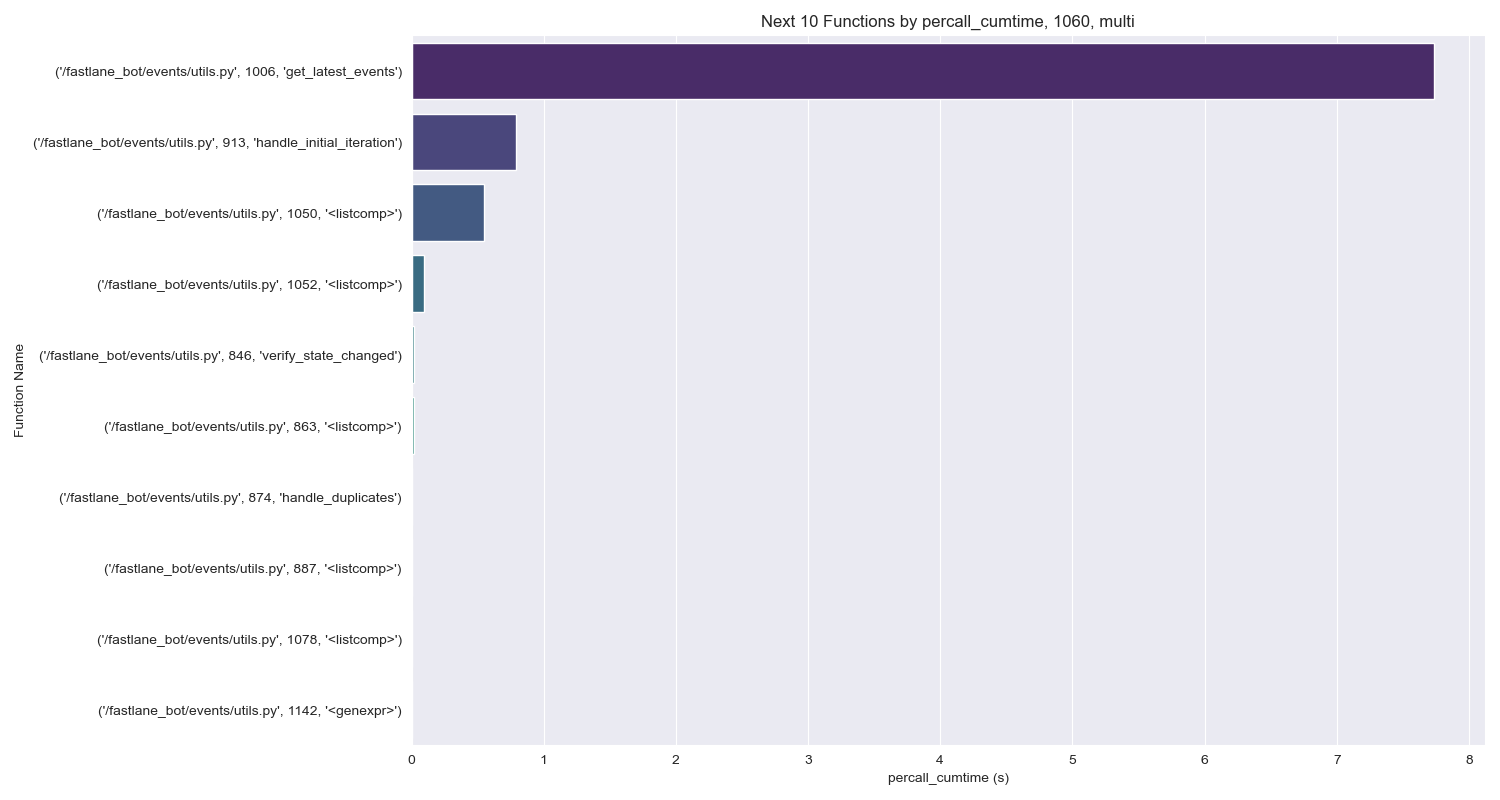 Next 10 Functions by percall_cumtime, 1060, multi
('/fastlane_bot/events/utils.py', 1006, 'get_latest_events')
('/fastlane_bot/events/utils.py', 913, 'handle_initial_iteration')
('/fastlane_bot/events/utils.py', 1050, '<listcomp>')
('/fastlane_bot/events/utils.py', 1052, '<listcomp>')
('/fastlane_bot/events/utils.py', 846, 'verify_state_changed')
('/fastlane_bot/events/utils.py', 863, '<listcomp>')
('/fastlane_bot/events/utils.py', 874, 'handle_duplicates')
('/fastlane_bot/events/utils.py', 887, '<listcomp>')
('/fastlane_bot/events/utils.py', 1078, '<listcomp>')
('/fastlane_bot/events/utils.py', 1142, '<genexpr>')
Function Name
0 1 2 3 4 5 6 7 8
percall_cumtime (s)